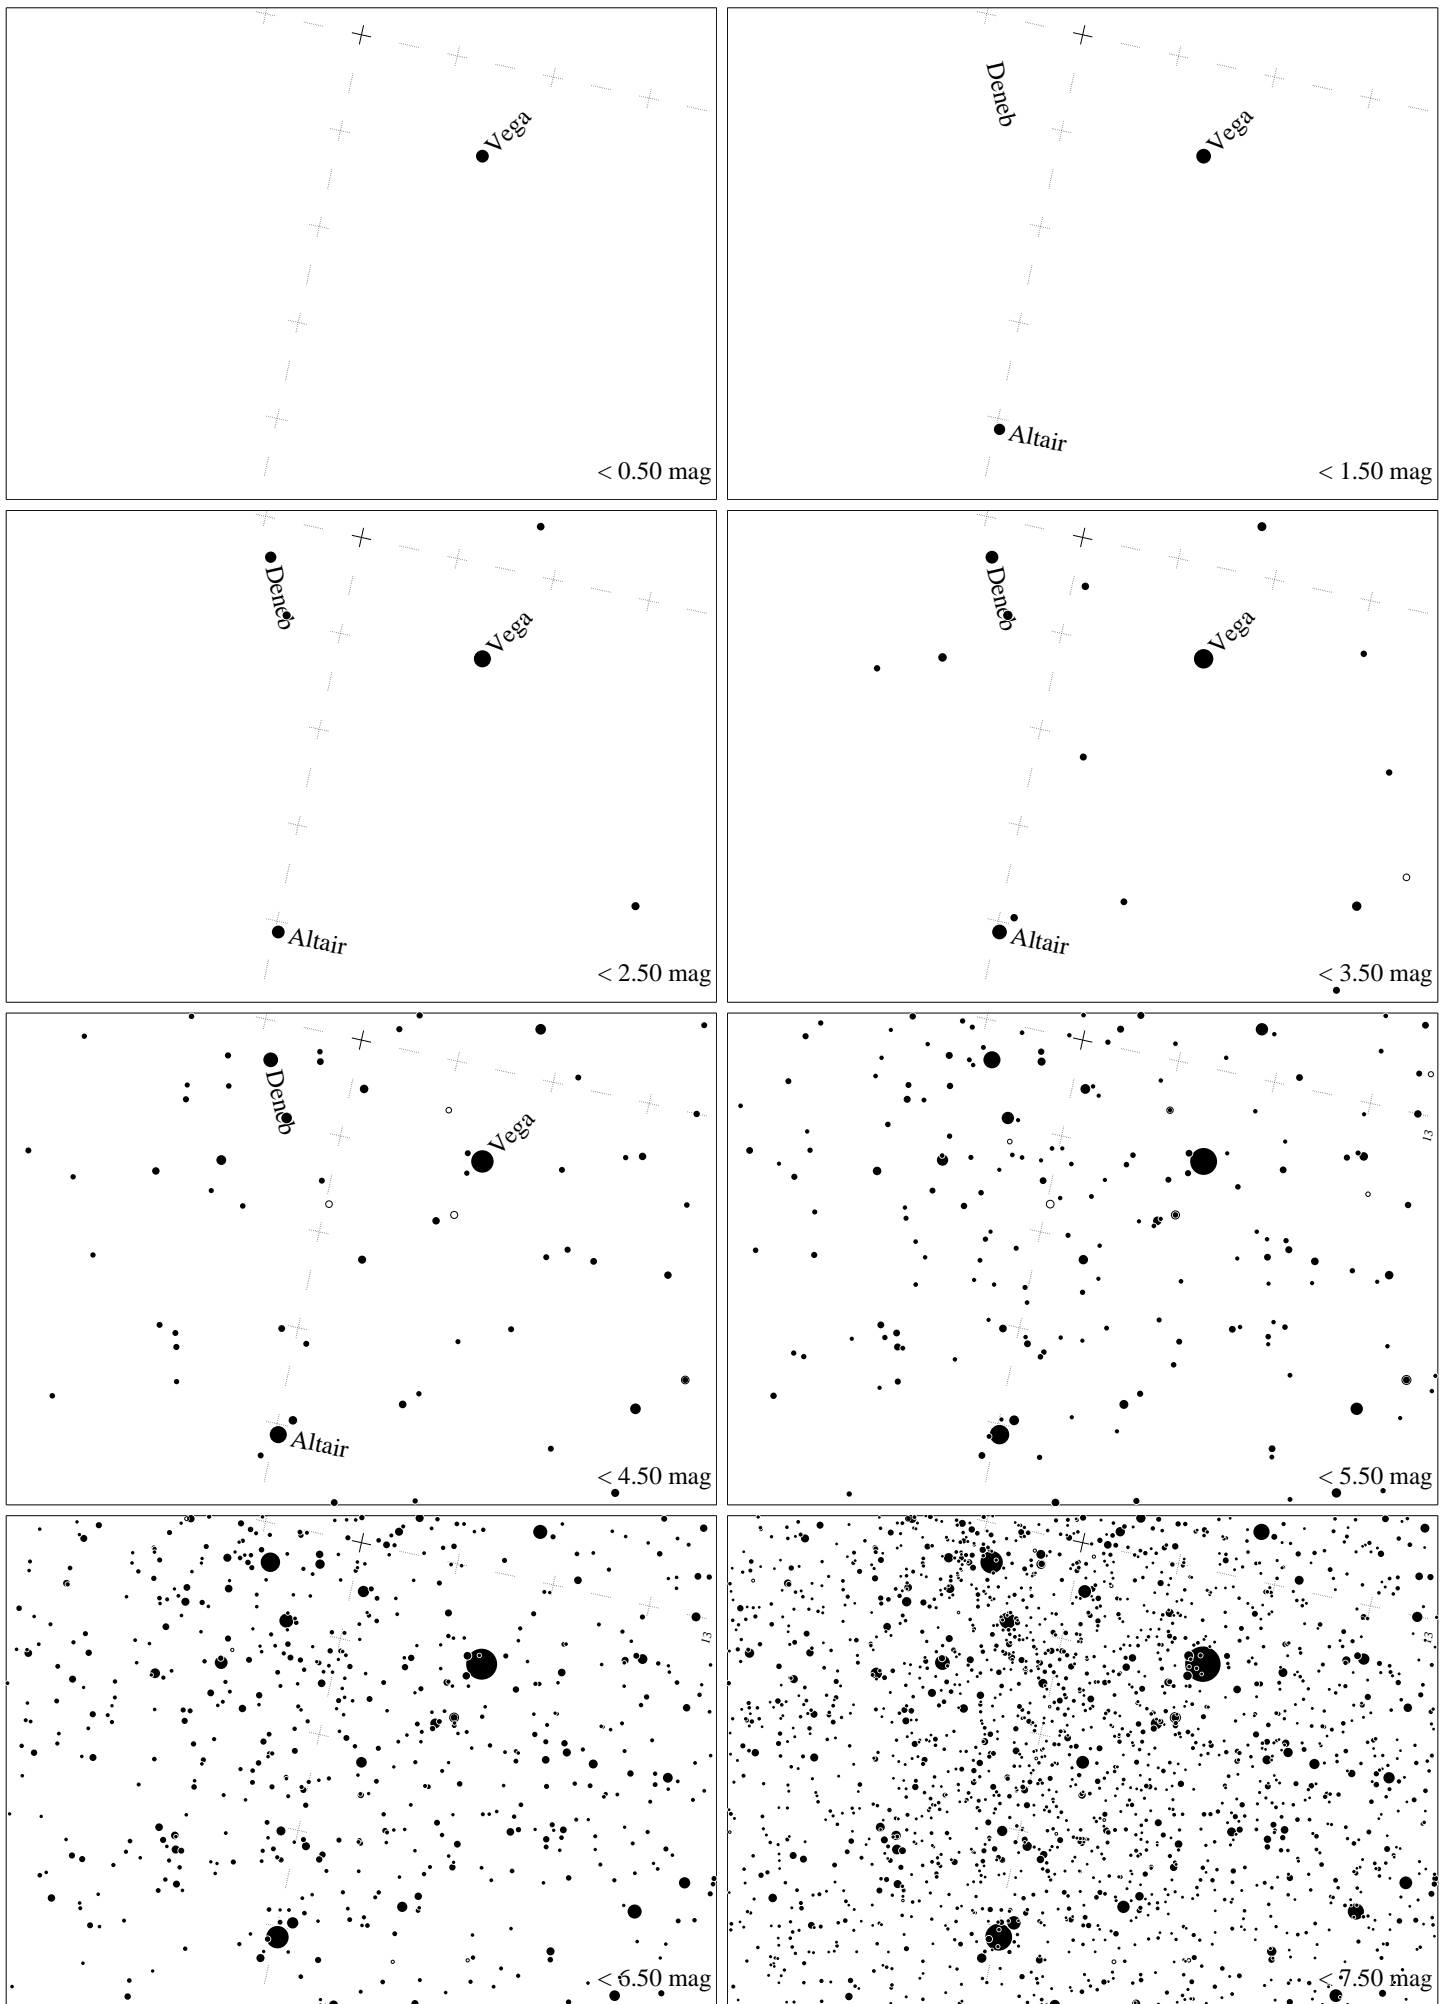 Vega
< 0.50 mag
Deneb
Vega
Altair
< 1.50 mag
Deneb
Vega
Altair
< 2.50 mag
Deneb
Vega
Altair
< 3.50 mag
Deneb
Vega
Altair
< 4.50 mag
13
< 5.50 mag
13
< 6.50 mag
13
< 7.50 mag